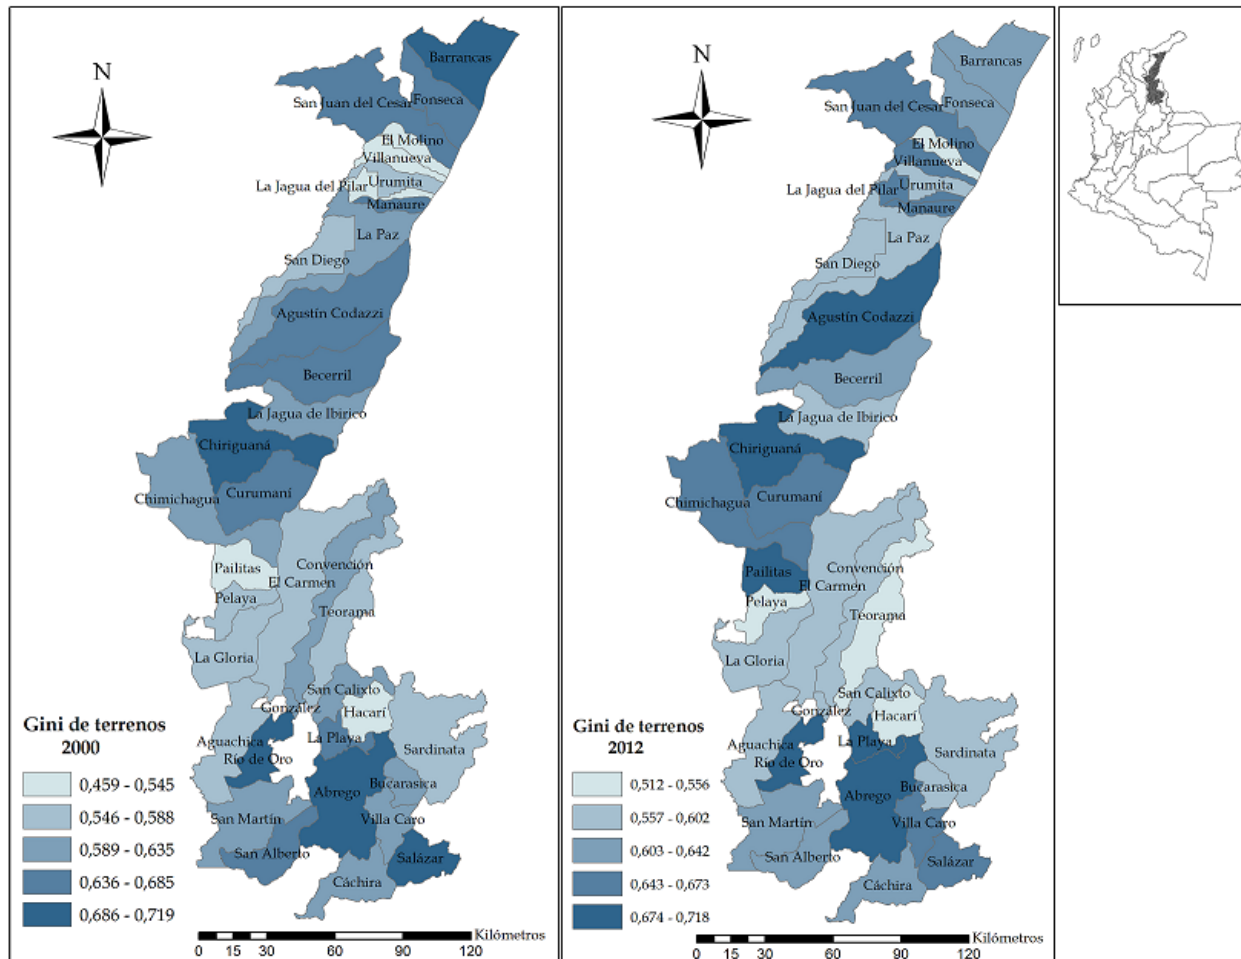 N
Barrancas
San Juan del Cesar
Fonseca
El Molino
Villanueva
La Jagua del Pilar
Urumita
Manaure
La Paz
San Diego
Agustín Codazzi
Becerril
La Jagua de Ibirico
Chiriguaná
Curumaní
Chimichagua
Pailitas
Convención
El Carmen
Pelaya
Teorama
La Gloria
San Calixto
González
Hacarí
La Playa
Aguachica
Río de Oro
Sardinata
Abrego
Bucarasica
San Martín
Villa Caro
San Alberto
Salázar
Cáchira
Gini de terrenos
2000
0,459 - 0,545
0,546 - 0,588
0,589 - 0,635
0,636 - 0,685
0,686 - 0,719
Kilómetros
0 15 30 60 90 120
N
Barrancas
San Juan del Cesar
Fonseca
El Molino
Villanueva
La Jagua del Pilar
Urumita
Manaure
La Paz
San Diego
Agustín Codazzi
Becerril
La Jagua de Ibirico
Chiriguaná
Curumaní
Chimichagua
Pailitas
Convención
El Carmen
Pelaya
Teorama
La Gloria
San Calixto
González
Hacarí
La Playa
Aguachica
Río de Oro
Sardinata
Abrego
Bucarasica
San Martín
Villa Caro
San Alberto
Salázar
Cáchira
Gini de terrenos
2012
0,512 - 0,556
0,557 - 0,602
0,603 - 0,642
0,643 - 0,673
0,674 - 0,718
Kilómetros
0 15 30 60 90 120